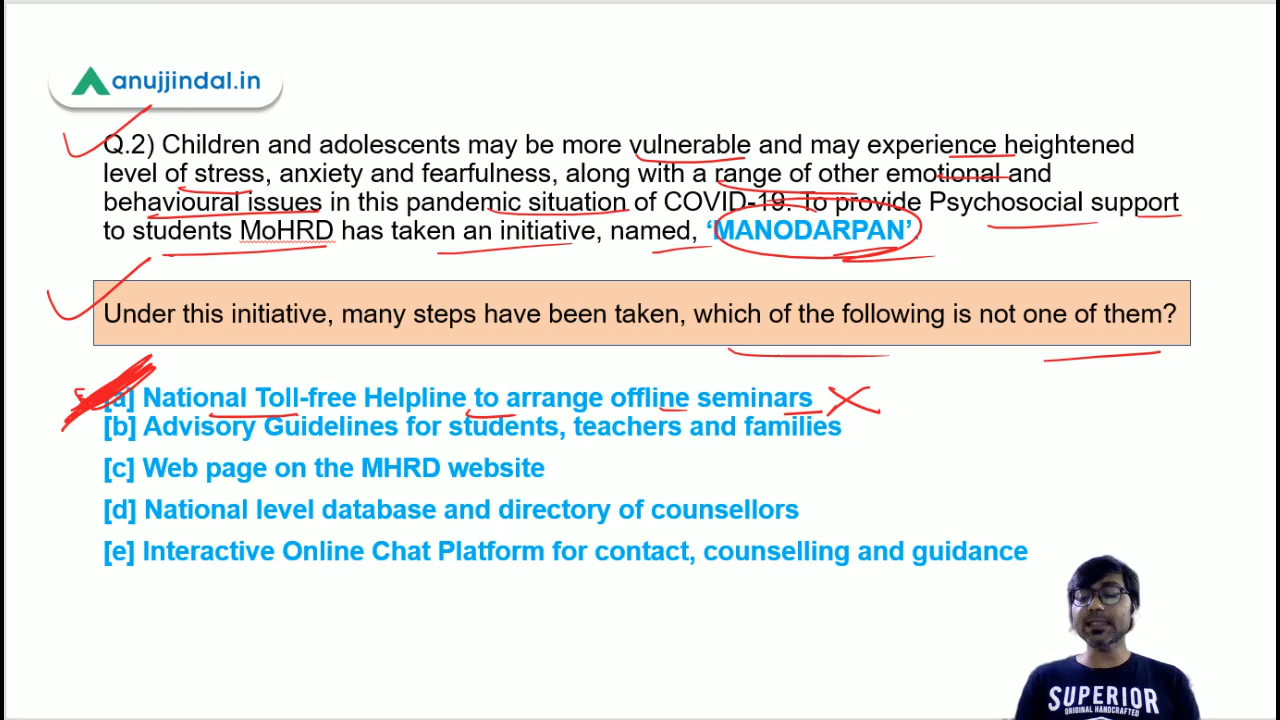 anujjindal.in
Q.2) Children and adolescents may be more vulnerable and may experience heightened
level of stress, anxiety and fearfulness, along with a range of other emotional and
behavioural issues in this pandemic situation of COVID-19. To provide Psychosocial support
to students MoHRD has taken an initiative, named, ‘MANODARPAN’.
Under this initiative, many steps have been taken, which of the following is not one of them?
[a] National Toll-free Helpline to arrange offline seminars
[b] Advisory Guidelines for students, teachers and families
[c] Web page on the MHRD website
[d] National level database and directory of counsellors
[e] Interactive Online Chat Platform for contact, counselling and guidance
SUPERIOR
ORIGINAL HANDCRAFTED